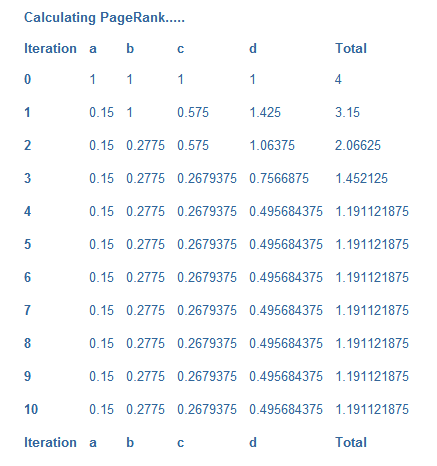 Calculating PageRank.....
Iteration a b c d Total
0 1 1 1 1 4
1 0.15 1 0.575 1.425 3.15
2 0.15 0.2775 0.575 1.06375 2.06625
3 0.15 0.2775 0.2679375 0.7566875 1.452125
4 0.15 0.2775 0.2679375 0.495684375 1.191121875
5 0.15 0.2775 0.2679375 0.495684375 1.191121875
6 0.15 0.2775 0.2679375 0.495684375 1.191121875
7 0.15 0.2775 0.2679375 0.495684375 1.191121875
8 0.15 0.2775 0.2679375 0.495684375 1.191121875
9 0.15 0.2775 0.2679375 0.495684375 1.191121875
10 0.15 0.2775 0.2679375 0.495684375 1.191121875
Iteration a b c d Total